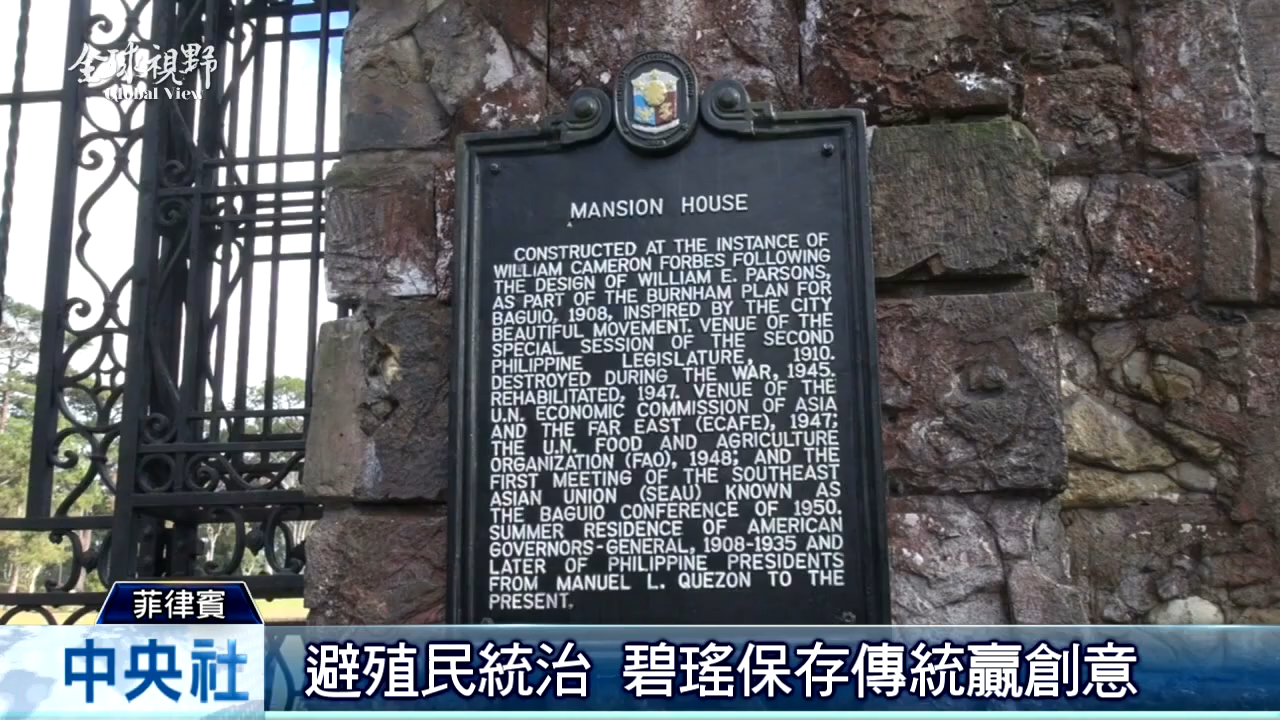 全球視野
Global View
MANSION HOUSE
CONSTRUCTED AT THE INSTANCE OF
WILLIAM CAMERON FORBES FOLLOWING
THE DESIGN OF WILLIAM E. PARSONS,
AS PART OF THE BURNHAM PLAN FOR
BAGUIO, 1908, INSPIRED BY THE CITY
BEAUTIFUL MOVEMENT. VENUE OF THE
SPECIAL SESSION OF THE SECOND
PHILIPPINE LEGISLATURE, 1910.
DESTROYED DURING THE WAR, 1945.
REHABILITATED, 1947. VENUE OF THE
U.N. ECONOMIC COMMISSION OF ASIA
AND THE FAR EAST (ECAFE), 1947;
THE U.N. FOOD AND AGRICULTURE
ORGANIZATION (FAO), 1948; AND THE
FIRST MEETING OF THE SOUTHEAST
ASIAN UNION (SEAU) KNOWN AS
THE BAGUIO CONFERENCE OF 1950.
SUMMER RESIDENCE OF AMERICAN
GOVERNORS-GENERAL, 1908-1935 AND
LATER OF PHILIPPINE PRESIDENTS
FROM MANUEL L. QUEZON TO THE
PRESENT.
菲律賓
中央社
避殖民統治 碧瑤保存傳統贏創意